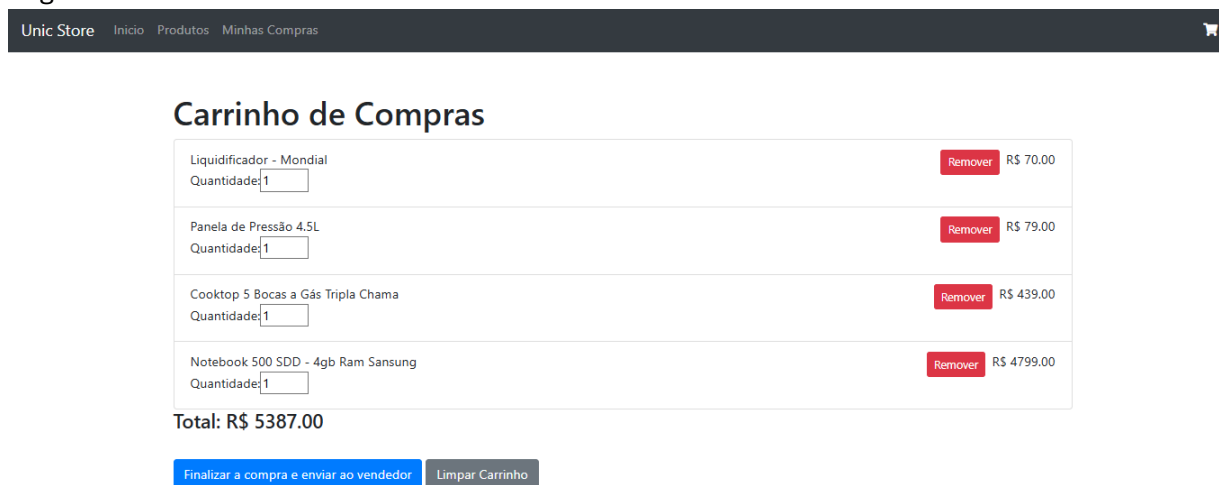 Unic Store Inicio Produtos Minhas Compras
Carrinho de Compras
Liquidificador - Mondial
Remover R$ 70.00
Quantidade:1
Panela de Pressão 4.5L
Remover R$ 79.00
Quantidade:1
Cooktop 5 Bocas a Gás Tripla Chama
Remover R$ 439.00
Quantidade:1
Notebook 500 SDD - 4gb Ram Sansung
Remover R$ 4799.00
Quantidade:1
Total: R$ 5387.00
Finalizar a compra e enviar ao vendedor Limpar Carrinho